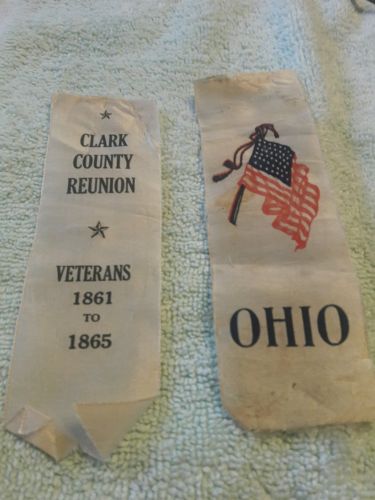 CLARK
COUNTY
REUNION
VETERANS
1861
TO
1865
OHIO